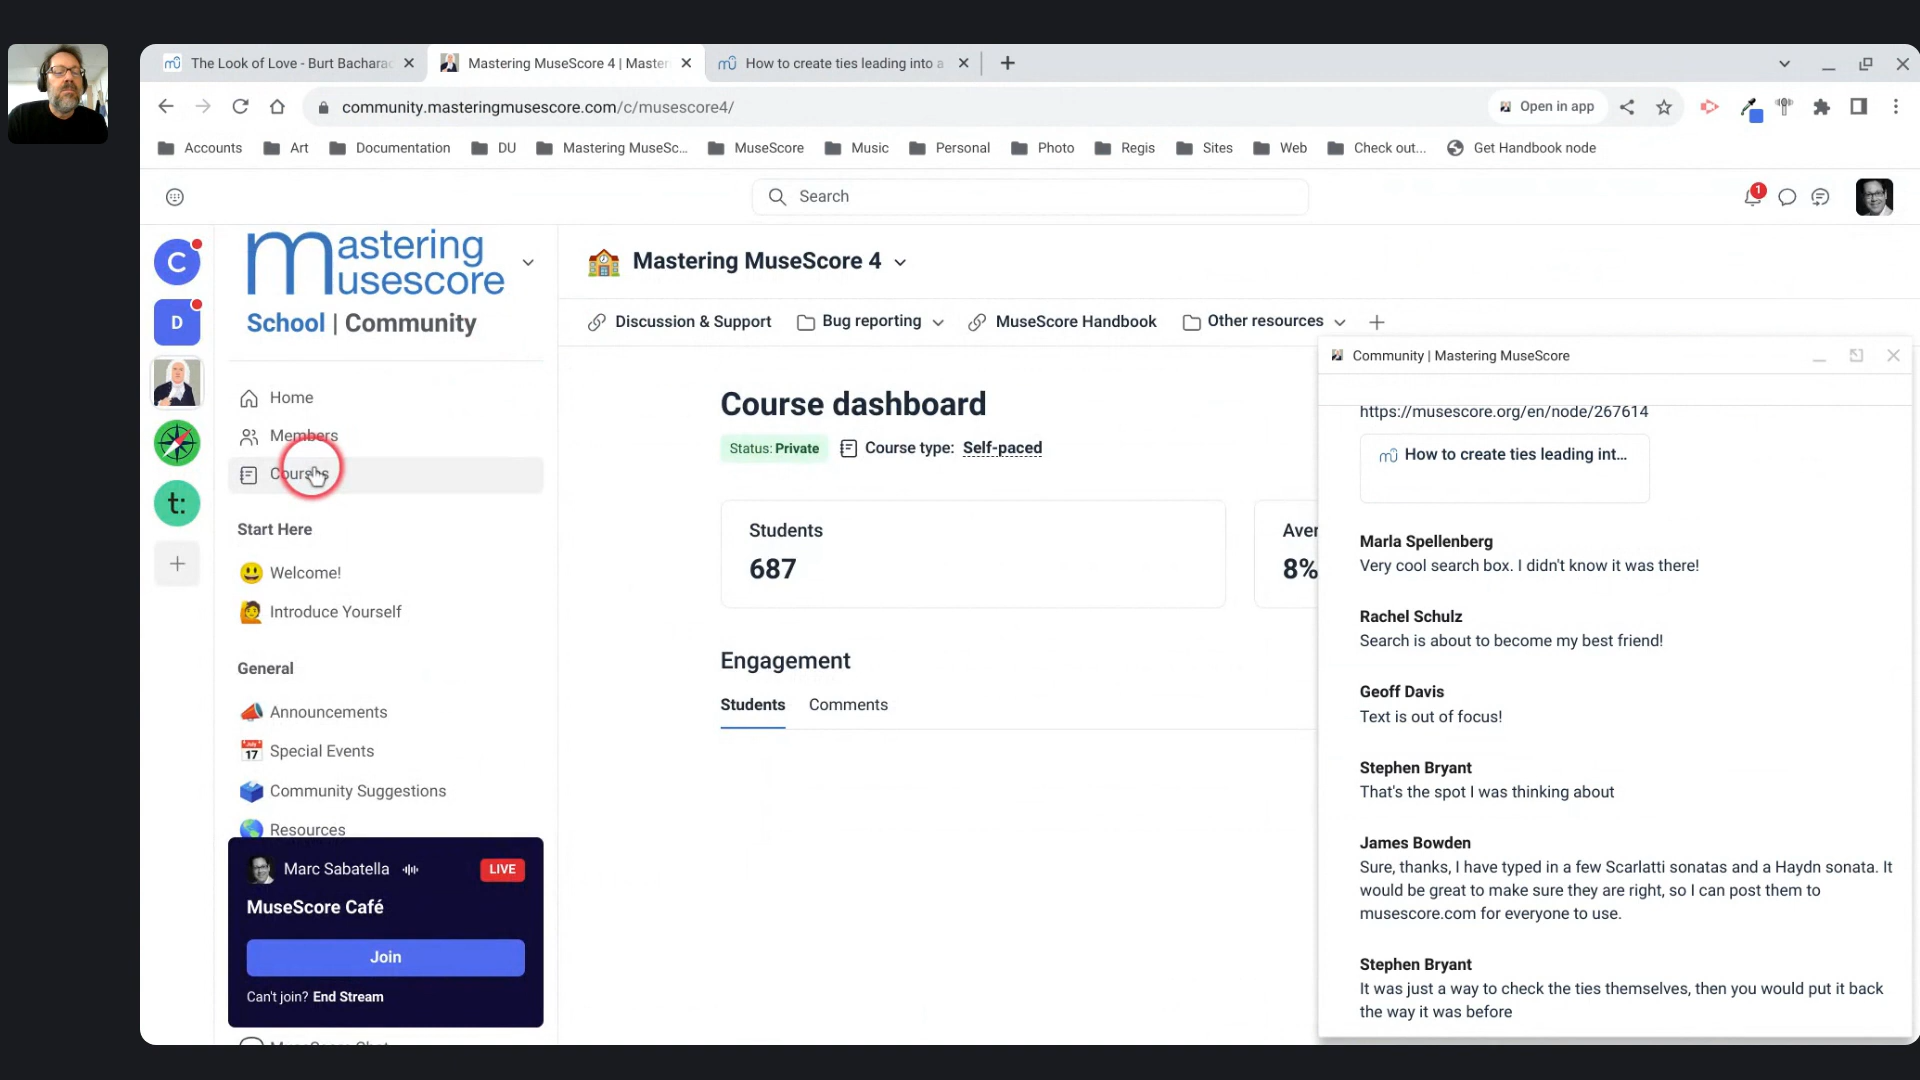 The Look of Love - Burt Bacharac
Mastering MuseScore 4 | Master
How to create ties leading into a
community.masteringmusescore.com/c/musescore4/
Open in app
Accounts
Art
Documentation
DU
Mastering MuseSc...
MuseScore
Music
Personal
Photo
Regis
Sites
Web
Check out...
Get Handbook node
Search
1
C
D
t:
mastering
musescore
School | Community
Home
Members
Courses
Start Here
Welcome!
Introduce Yourself
General
Announcements
Special Events
Community Suggestions
Resources
Marc Sabatella
LIVE
MuseScore Café
Join
Can't join? End Stream
Mastering MuseScore 4
Discussion & Support
Bug reporting
MuseScore Handbook
Other resources
Course dashboard
Status: Private
Course type: Self-paced
Students
687
Aver
8%
Engagement
Students
Comments
Community | Mastering MuseScore
https://musescore.org/en/node/267614
How to create ties leading int...
Marla Spellenberg
Very cool search box. I didn't know it was there!
Rachel Schulz
Search is about to become my best friend!
Geoff Davis
Text is out of focus!
Stephen Bryant
That's the spot I was thinking about
James Bowden
Sure, thanks, I have typed in a few Scarlatti sonatas and a Haydn sonata. It
would be great to make sure they are right, so I can post them to
musescore.com for everyone to use.
Stephen Bryant
It was just a way to check the ties themselves, then you would put it back
the way it was before